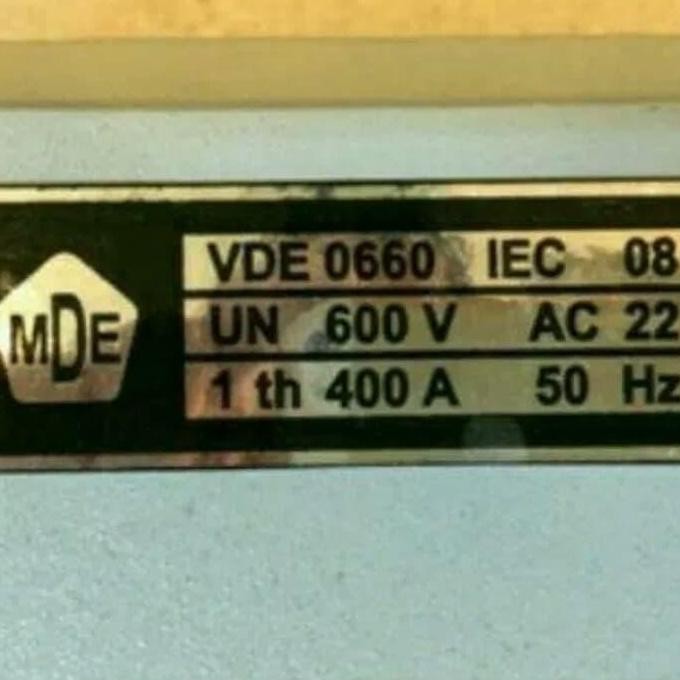 MDE
VDE 0660 IEC 08
UN 600 V AC 22
1 th 400 A 50 Hz